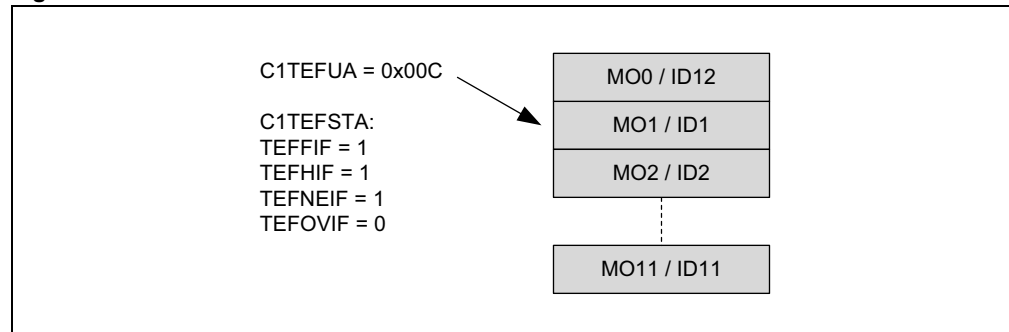 C1TEFUA = 0x00C
C1TEFSTA:
TEFFIF = 1
TEFHIF = 1
TEFNEIF = 1
TEFOVIF = 0
MO0 / ID12
MO1 / ID1
MO2 / ID2
MO11 / ID11